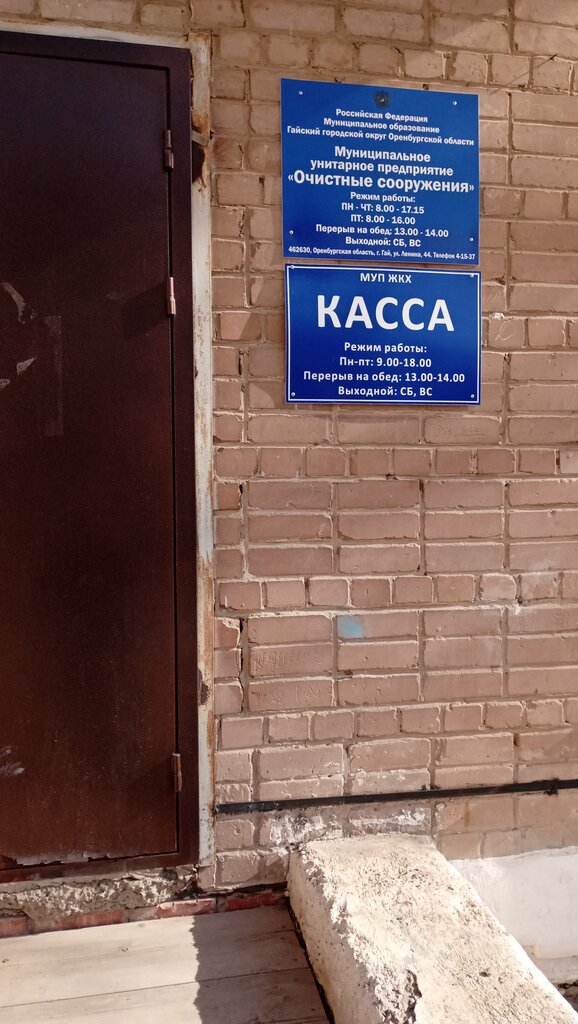 Российская Федерация
Муниципальное образование
Гайский городской округ Оренбургской области
Муниципальное
унитарное предприятие
«Очистные сооружения»
Режим работы:
ПН - ЧТ: 8.00 - 17.15
ПТ: 8.00 - 16.00
Перерыв на обед: 13.00 - 14.00
Выходной: СБ, ВС
462630, Оренбургская область, г. Гай, ул. Ленина, 44. Телефон 4-15-37
МУП ЖКХ
КАССА
Режим работы:
Пн-пт: 9.00-18.00
Перерыв на обед: 13.00-14.00
Выходной: СБ, ВС